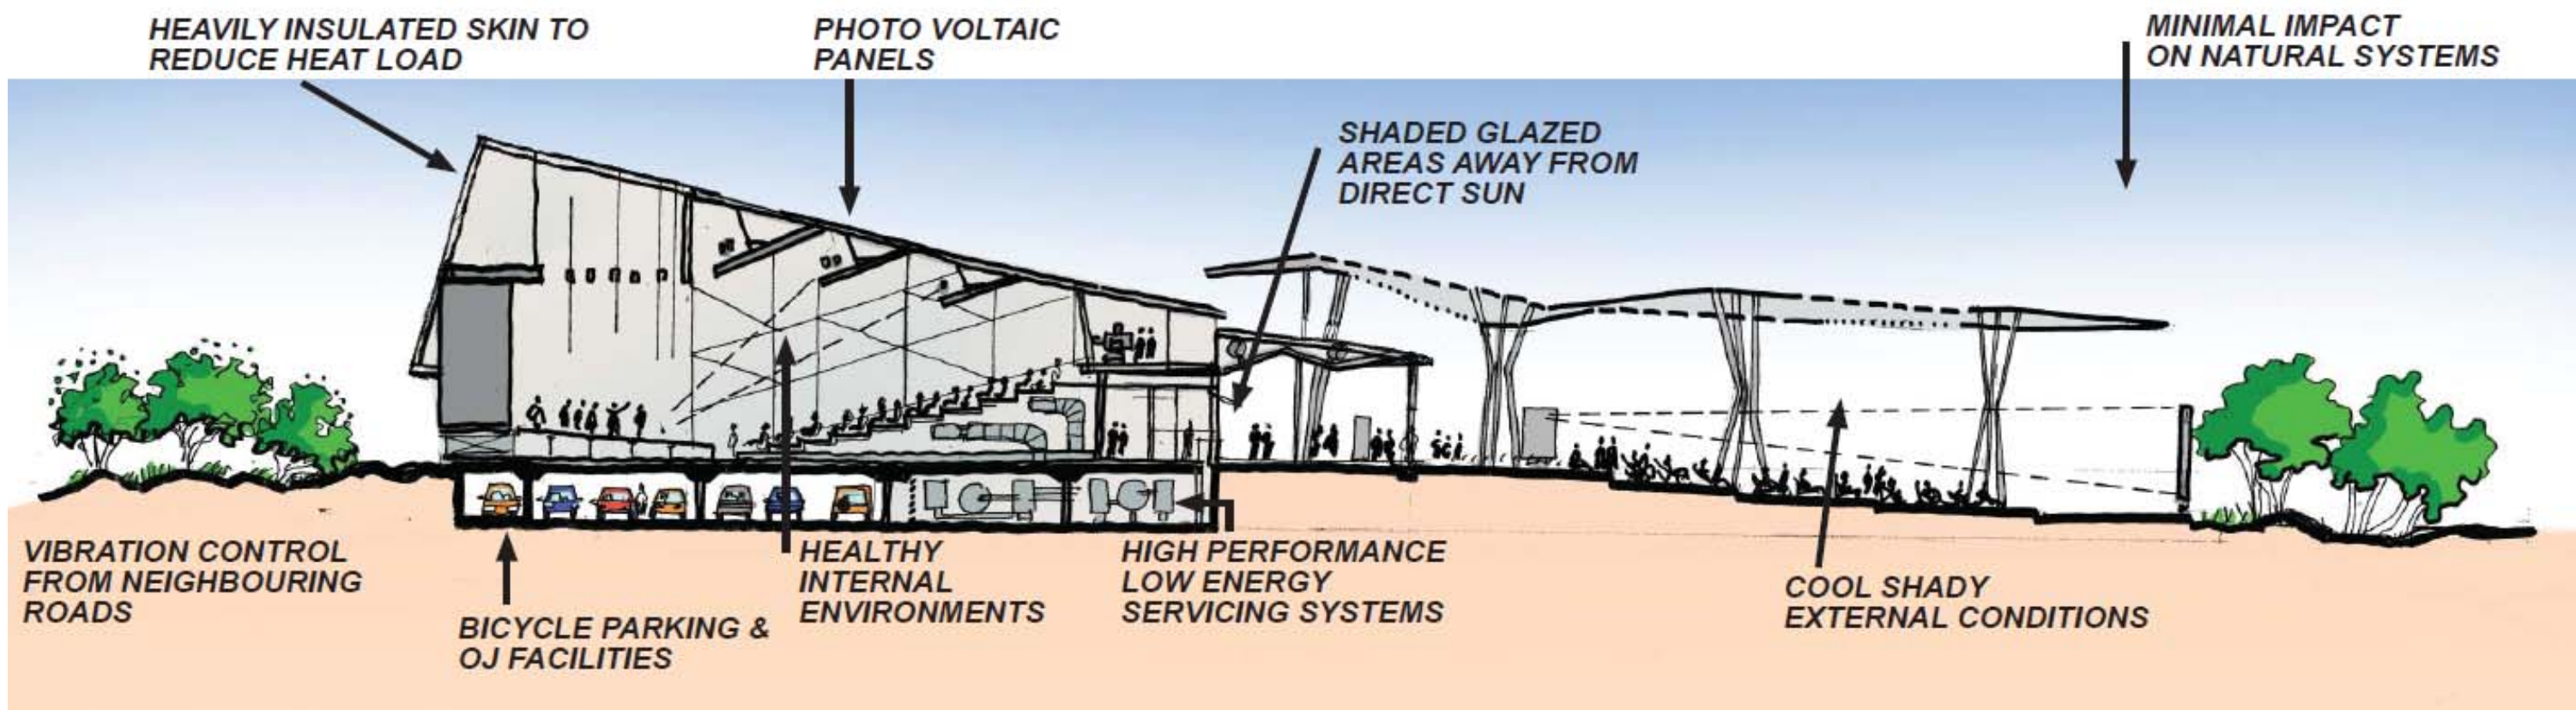 HEAVILY INSULATED SKIN TO
REDUCE HEAT LOAD
PHOTO VOLTAIC
PANELS
MINIMAL IMPACT
ON NATURAL SYSTEMS
SHADED GLAZED
AREAS AWAY FROM
DIRECT SUN
VIBRATION CONTROL
FROM NEIGHBOURING
ROADS
BICYCLE PARKING &
OJ FACILITIES
HEALTHY
INTERNAL
ENVIRONMENTS
HIGH PERFORMANCE
LOW ENERGY
SERVICING SYSTEMS
COOL SHADY
EXTERNAL CONDITIONS